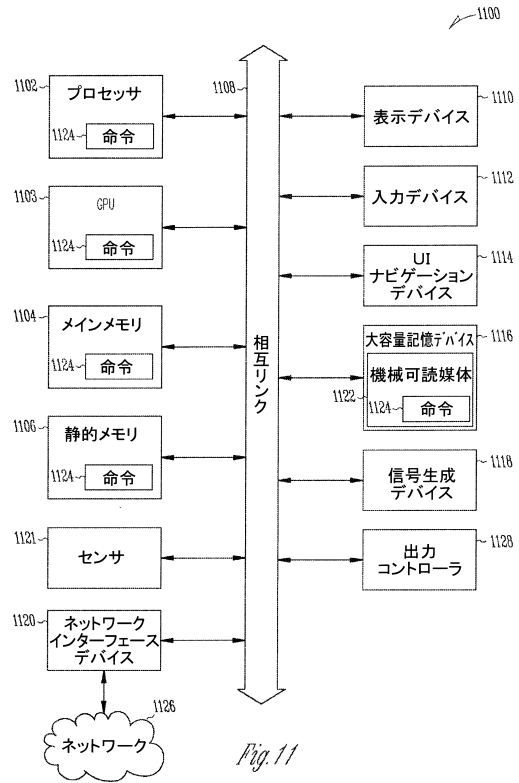 1100
1102
プロセッサ
1124
命令
1103
GPU
1124
命令
1104
メインメモリ
1124
命令
1106
静的メモリ
1124
命令
1121
センサ
1120
ネットワーク
インターフェース
デバイス
1126
ネットワーク
1108
相互リンク
1110
表示デバイス
1112
入力デバイス
1114
UI
ナビゲーション
デバイス
1116
大容量記憶デバイス
機械可読媒体
1122
1124
命令
1118
信号生成
デバイス
1128
出力
コントローラ
Fig.11